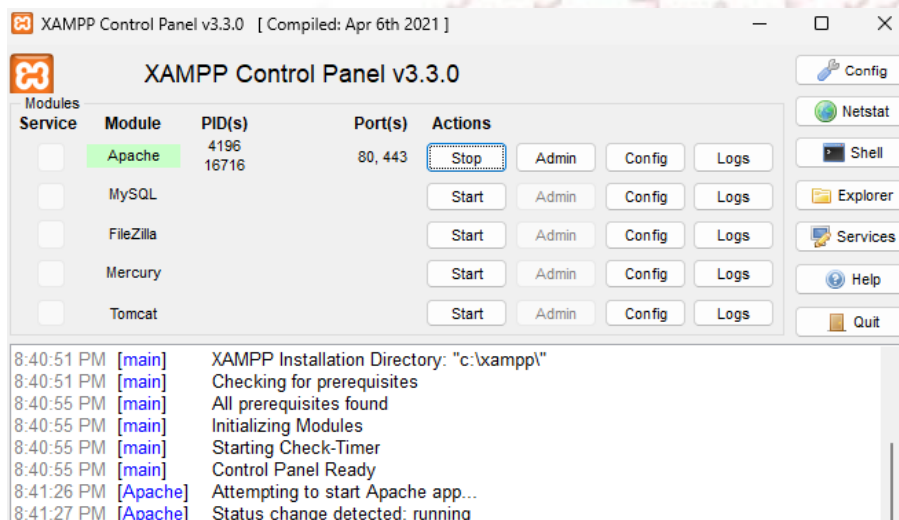 XAMPP Control Panel v3.3.0 [ Compiled: Apr 6th 2021 ]
XAMPP Control Panel v3.3.0
Config
Modules
Service Module PID(s) Port(s) Actions
Netstat
Apache 4196 16716 80, 443 Stop Admin Config Logs
Shell
MySQL Start Admin Config Logs
Explorer
FileZilla Start Admin Config Logs
Services
Mercury Start Admin Config Logs
Help
Tomcat Start Admin Config Logs
Quit
8:40:51 PM [main] XAMPP Installation Directory: "c:\xampp\"
8:40:51 PM [main] Checking for prerequisites
8:40:55 PM [main] All prerequisites found
8:40:55 PM [main] Initializing Modules
8:40:55 PM [main] Starting Check-Timer
8:40:55 PM [main] Control Panel Ready
8:41:26 PM [Apache] Attempting to start Apache app...
8:41:27 PM [Apache] Status change detected: running